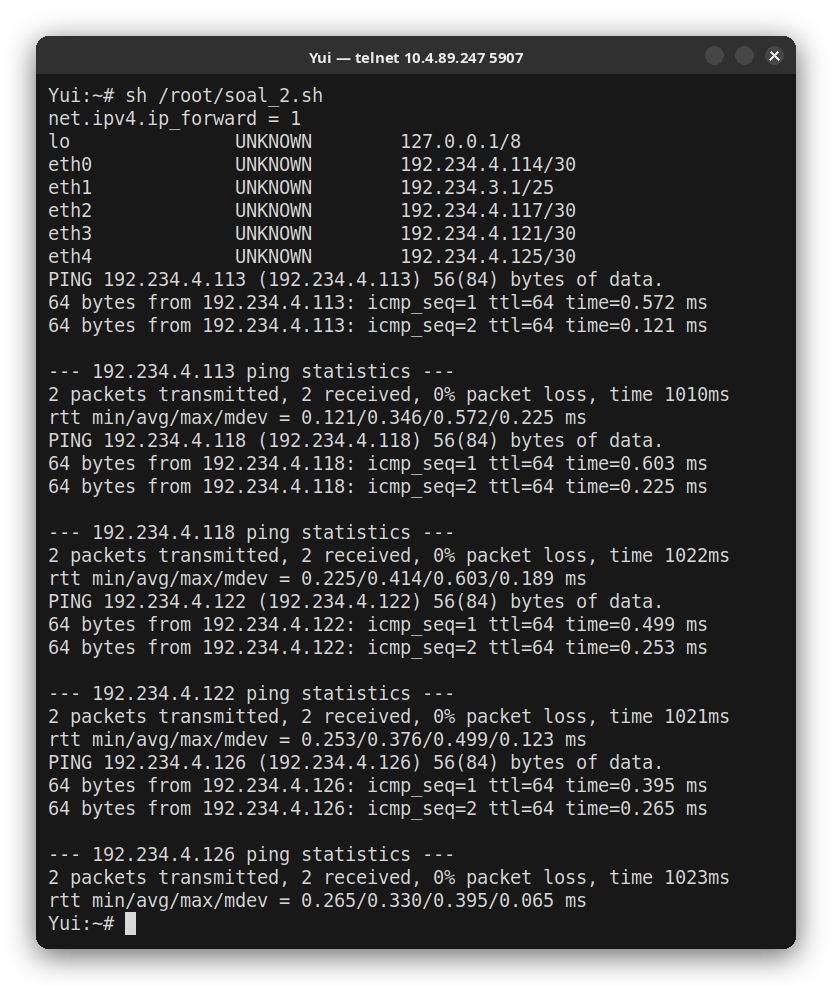 Yui — telnet 10.4.89.247 5907
Yui:~# sh /root/soal_2.sh
net.ipv4.ip_forward = 1
lo               UNKNOWN        127.0.0.1/8
eth0             UNKNOWN        192.234.4.114/30
eth1             UNKNOWN        192.234.3.1/25
eth2             UNKNOWN        192.234.4.117/30
eth3             UNKNOWN        192.234.4.121/30
eth4             UNKNOWN        192.234.4.125/30
PING 192.234.4.113 (192.234.4.113) 56(84) bytes of data.
64 bytes from 192.234.4.113: icmp_seq=1 ttl=64 time=0.572 ms
64 bytes from 192.234.4.113: icmp_seq=2 ttl=64 time=0.121 ms

--- 192.234.4.113 ping statistics ---
2 packets transmitted, 2 received, 0% packet loss, time 1010ms
rtt min/avg/max/mdev = 0.121/0.346/0.572/0.225 ms
PING 192.234.4.118 (192.234.4.118) 56(84) bytes of data.
64 bytes from 192.234.4.118: icmp_seq=1 ttl=64 time=0.603 ms
64 bytes from 192.234.4.118: icmp_seq=2 ttl=64 time=0.225 ms

--- 192.234.4.118 ping statistics ---
2 packets transmitted, 2 received, 0% packet loss, time 1022ms
rtt min/avg/max/mdev = 0.225/0.414/0.603/0.189 ms
PING 192.234.4.122 (192.234.4.122) 56(84) bytes of data.
64 bytes from 192.234.4.122: icmp_seq=1 ttl=64 time=0.499 ms
64 bytes from 192.234.4.122: icmp_seq=2 ttl=64 time=0.253 ms

--- 192.234.4.122 ping statistics ---
2 packets transmitted, 2 received, 0% packet loss, time 1021ms
rtt min/avg/max/mdev = 0.253/0.376/0.499/0.123 ms
PING 192.234.4.126 (192.234.4.126) 56(84) bytes of data.
64 bytes from 192.234.4.126: icmp_seq=1 ttl=64 time=0.395 ms
64 bytes from 192.234.4.126: icmp_seq=2 ttl=64 time=0.265 ms

--- 192.234.4.126 ping statistics ---
2 packets transmitted, 2 received, 0% packet loss, time 1023ms
rtt min/avg/max/mdev = 0.265/0.330/0.395/0.065 ms
Yui:~#